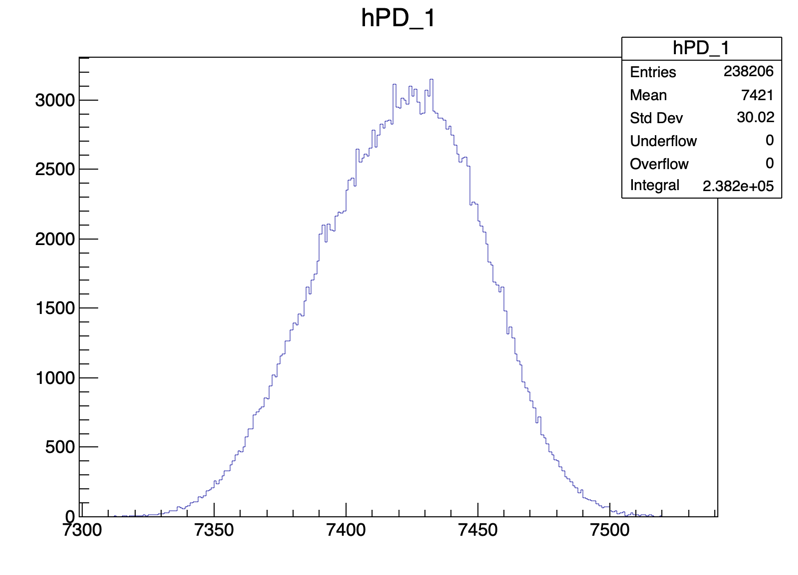 hPD_1
hPD_1
Entries 238206
Mean 7421
Std Dev 30.02
Underflow 0
Overflow 0
Integral 2.382e+05
3000
2500
2000
1500
1000
500
0
7300 7350 7400 7450 7500